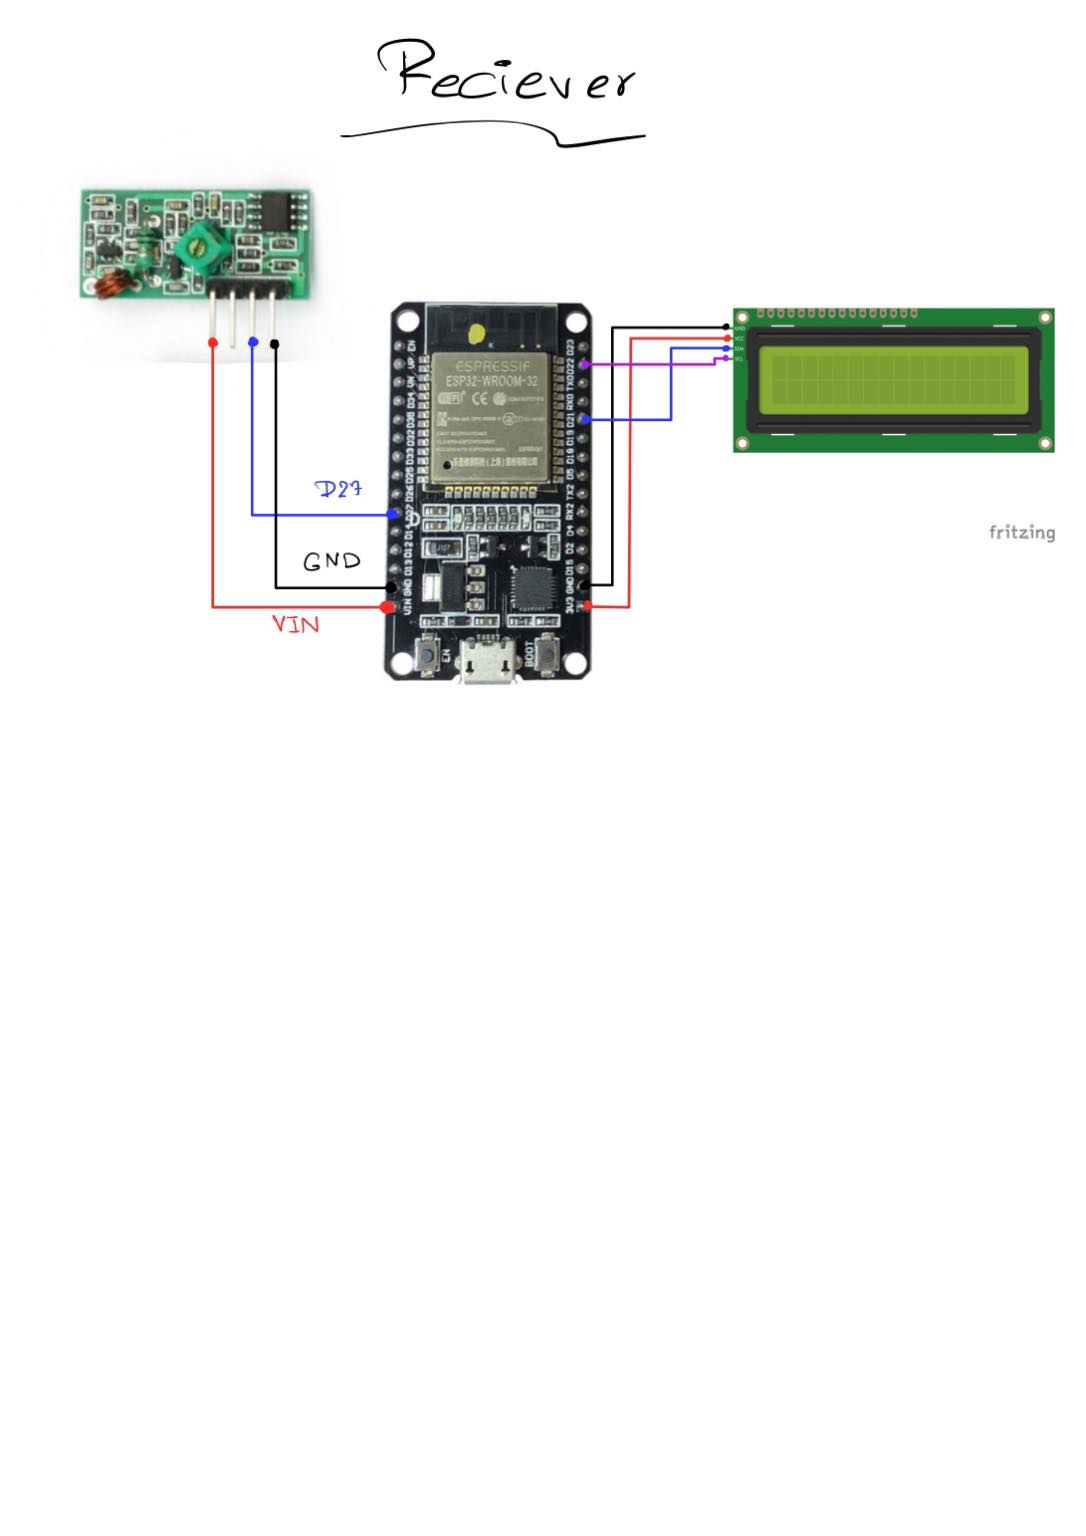 Reciever
EN
VP
VN
D34
D35
D32
D33
D25
D26
D27
D14
D12
D13
GND
VIN
ESPRESSIF
ESP32-WROOM-32
WiFi
CE
D23
D22
TX0
RX0
D21
D19
D18
D5
TX2
RX2
D4
D2
D15
GND
3V3
EN
BOOT
GND
VCC
SDA
SCL
D27
GND
VIN
fritzing